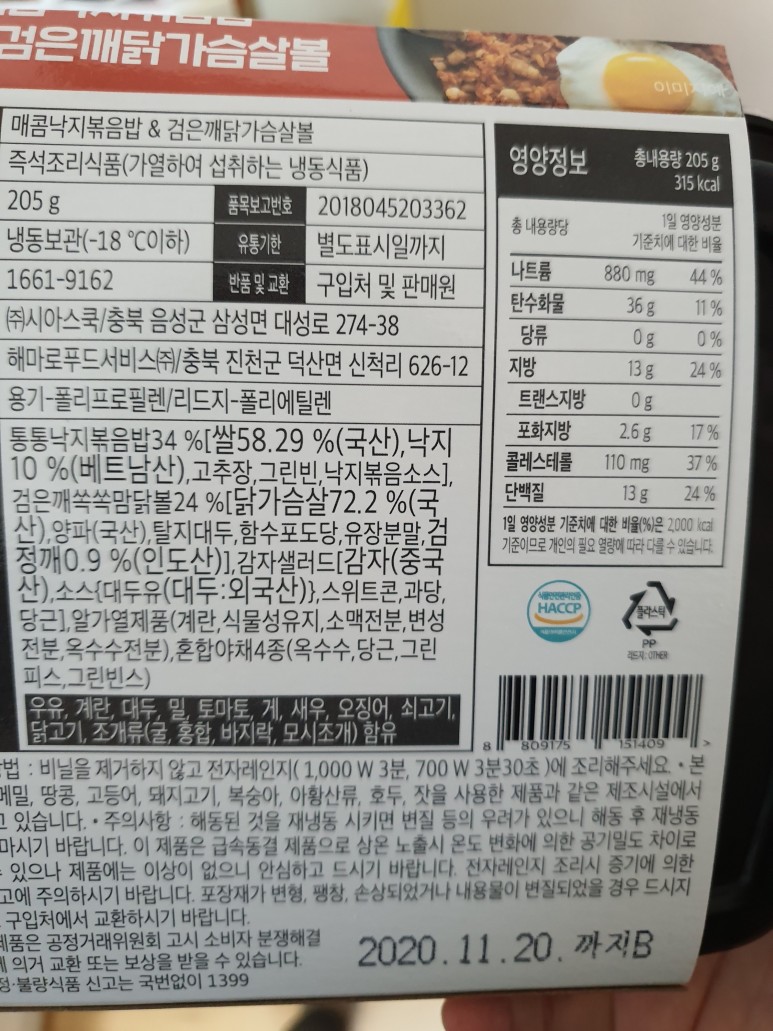 검은깨닭가슴살볼
이미지예
매콤낙지볶음밥 & 검은깨닭가슴살볼
즉석조리식품(가열하여 섭취하는 냉동식품)
205 g 품목보고번호 2018045203362
냉동보관(-18 ℃이하) 유통기한 별도표시일까지
1661-9162 반품 및 교환 구입처 및 판매원
㈜시아스쿡/충북 음성군 삼성면 대성로 274-38
해마로푸드서비스㈜/충북 진천군 덕산면 신척리 626-12
용기-폴리프로필렌/리드지-폴리에틸렌
통통낙지볶음밥34 %[쌀58.29 %(국산),낙지
10 %(베트남산),고추장,그린빈,낙지볶음소스],
검은깨쏙쏙맘닭볼24 %[닭가슴살72.2 %(국
산),양파(국산),탈지대두,함수포도당,유장분말,검
정깨0.9 %(인도산)],감자샐러드[감자(중국
산),소스{대두유(대두:외국산)},스위트콘,과당,
당근],알가열제품(계란,식물성유지,소맥전분,변성
전분,옥수수전분),혼합야채4종(옥수수,당근,그린
피스,그린빈스)
우유, 계란, 대두, 밀, 토마토, 게, 새우, 오징어, 쇠고기,
닭고기, 조개류(굴, 홍합, 바지락, 모시조개) 함유
영양정보 총내용량 205 g
315 kcal
총 내용량당 1일 영양성분
기준치에 대한 비율
나트륨 880 mg 44 %
탄수화물 36 g 11 %
당류 0 g 0 %
지방 13 g 24 %
트랜스지방 0 g
포화지방 2.6 g 17 %
콜레스테롤 110 mg 37 %
단백질 13 g 24 %
1일 영양성분 기준치에 대한 비율(%)은 2,000 kcal
기준이므로 개인의 필요 열량에 따라 다를 수 있습니다.
HACCP
플라스틱
PP
리드지: OTHER
8 809175 151409 >
법 : 비닐을 제거하지 않고 전자레인지( 1,000 W 3분, 700 W 3분30초 )에 조리해주세요 • 본
메밀, 땅콩, 고등어, 돼지고기, 복숭아, 아황산류, 호두, 잣을 사용한 제품과 같은 제조시설에서
고 있습니다. • 주의사항 : 해동된 것을 재냉동 시키면 변질 등의 우려가 있으니 해동 후 재냉동
마시기 바랍니다. 이 제품은 급속동결 제품으로 상온 노출시 온도 변화에 의한 공기밀도 차이로
있으나 제품에는 이상이 없으니 안심하고 드시기 바랍니다. 전자레인지 조리시 증기에 의한
고에 주의하시기 바랍니다. 포장재가 변형, 팽창, 손상되었거나 내용물이 변질되었을 경우 드시지
구입처에서 교환하시기 바랍니다.
제품은 공정거래위원회 고시 소비자 분쟁해결
에 의거 교환 또는 보상을 받을 수 있습니다.
정·불량식품 신고는 국번없이 1399
2020.11.20.까지B